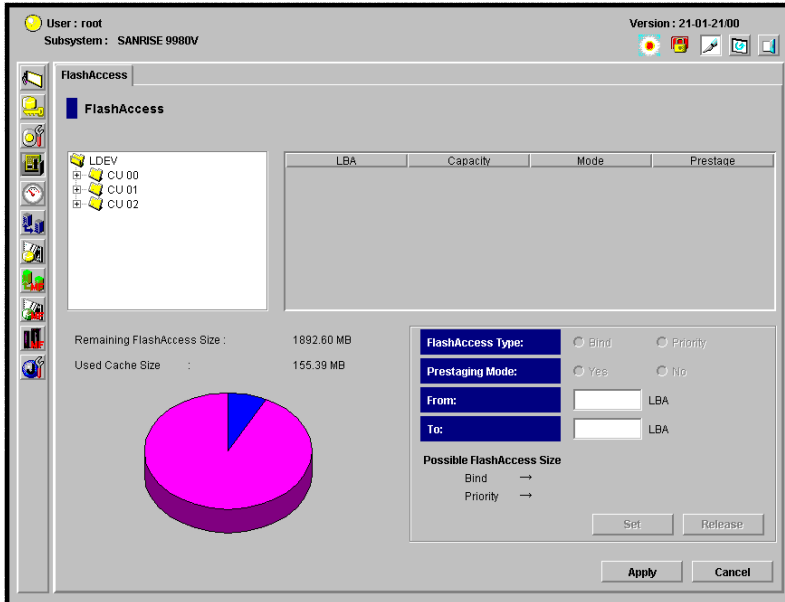 User : root
Version : 21-01-21/00
Subsystem : SANRISE 9980V
FlashAccess
FlashAccess
LDEV
CU 00
CU 01
CU 02
LBA Capacity Mode Prestage
Remaining FlashAccess Size : 1892.60 MB
Used Cache Size : 155.39 MB
FlashAccess Type: Bind Priority
Prestaging Mode: Yes No
From: LBA
To: LBA
Possible FlashAccess Size
Bind →
Priority →
Set Release
Apply Cancel